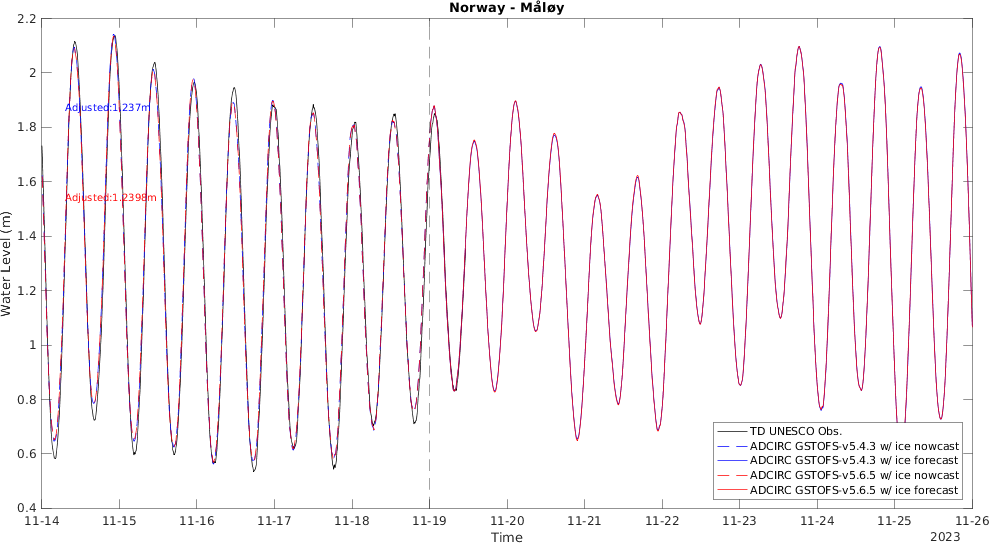 Norway - Måløy
2.2
2
1.8
1.6
1.4
1.2
1
0.8
0.6
0.4
Water Level (m)
Adjusted:1.237m
Adjusted:1.2398m
TD UNESCO Obs.
ADCIRC GSTOFS-v5.4.3 w/ ice nowcast
ADCIRC GSTOFS-v5.4.3 w/ ice forecast
ADCIRC GSTOFS-v5.6.5 w/ ice nowcast
ADCIRC GSTOFS-v5.6.5 w/ ice forecast
11-14 11-15 11-16 11-17 11-18 11-19 11-20 11-21 11-22 11-23 11-24 11-25 11-26
Time
2023